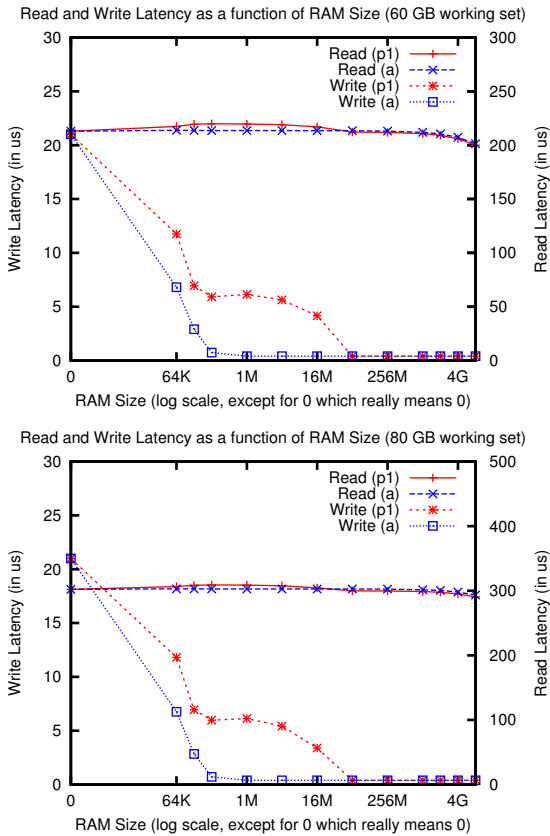 Read and Write Latency as a function of RAM Size (60 GB working set)
30
25
20
15
10
5
0
Write Latency (in us)
300
250
200
150
100
50
0
Read Latency (in us)
Read (p1)
Read (a)
Write (p1)
Write (a)
0 64K 1M 16M 256M 4G
RAM Size (log scale, except for 0 which really means 0)
Read and Write Latency as a function of RAM Size (80 GB working set)
30
25
20
15
10
5
0
Write Latency (in us)
500
400
300
200
100
0
Read Latency (in us)
Read (p1)
Read (a)
Write (p1)
Write (a)
0 64K 1M 16M 256M 4G
RAM Size (log scale, except for 0 which really means 0)